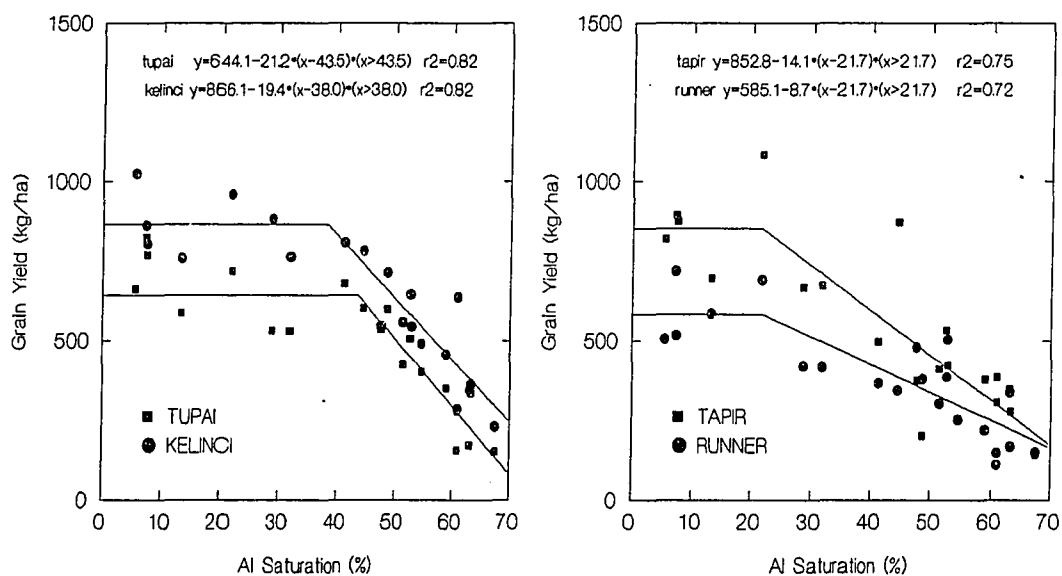 1500
tupai y=644.1-21.2*(x-43.5)*(x>43.5) r2=0.82
kelinci y=866.1-19.4*(x-38.0)*(x>38.0) r2=0.82
1000
500
0
Grain Yield (kg/ha)
TUPAI
KELINCI
0 10 20 30 40 50 60 70
Al Saturation (%)
1500
tapir y=852.8-14.1*(x-21.7)*(x>21.7) r2=0.75
runner y=585.1-8.7*(x-21.7)*(x>21.7) r2=0.72
1000
500
0
Grain Yield (kg/ha)
TAPIR
RUNNER
0 10 20 30 40 50 60 70
Al Saturation (%)